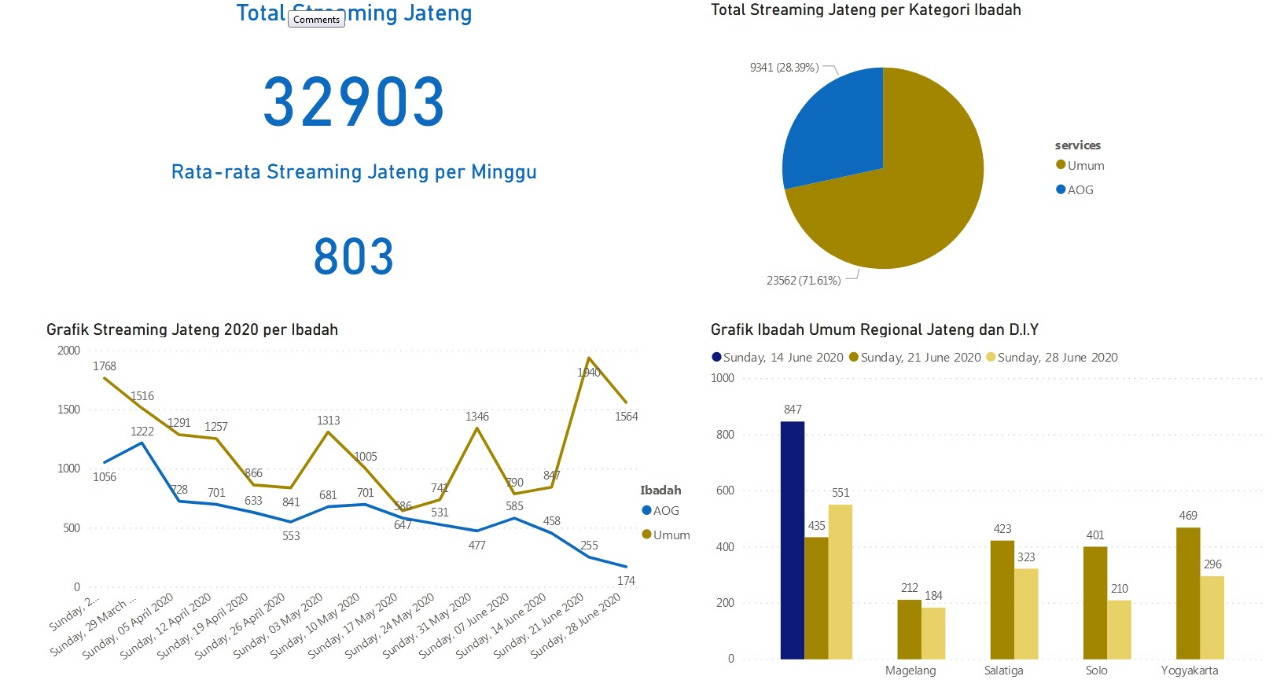 Total Streaming Jateng
Comments
32903
Rata-rata Streaming Jateng per Minggu
803
Total Streaming Jateng per Kategori Ibadah
9341 (28.39%)
23562 (71.61%)
services
Umum
AOG
Grafik Streaming Jateng 2020 per Ibadah
2000
1500
1000
500
0
1768
1516
1291
1257
866
841
1313
1005
647
741
1346
790
847
1940
1564
1056
1222
728
701
633
553
681
701
586
531
477
585
458
255
174
Sunday, 2...
Sunday, 29 March ...
Sunday, 05 April 2020
Sunday, 12 April 2020
Sunday, 19 April 2020
Sunday, 26 April 2020
Sunday, 03 May 2020
Sunday, 10 May 2020
Sunday, 17 May 2020
Sunday, 24 May 2020
Sunday, 31 May 2020
Sunday, 07 June 2020
Sunday, 14 June 2020
Sunday, 21 June 2020
Sunday, 28 June 2020
Ibadah
AOG
Umum
Grafik Ibadah Umum Regional Jateng dan D.I.Y
Sunday, 14 June 2020 Sunday, 21 June 2020 Sunday, 28 June 2020
1000
800
600
400
200
0
847
435
551
212
184
423
323
401
210
469
296
Magelang Salatiga Solo Yogyakarta